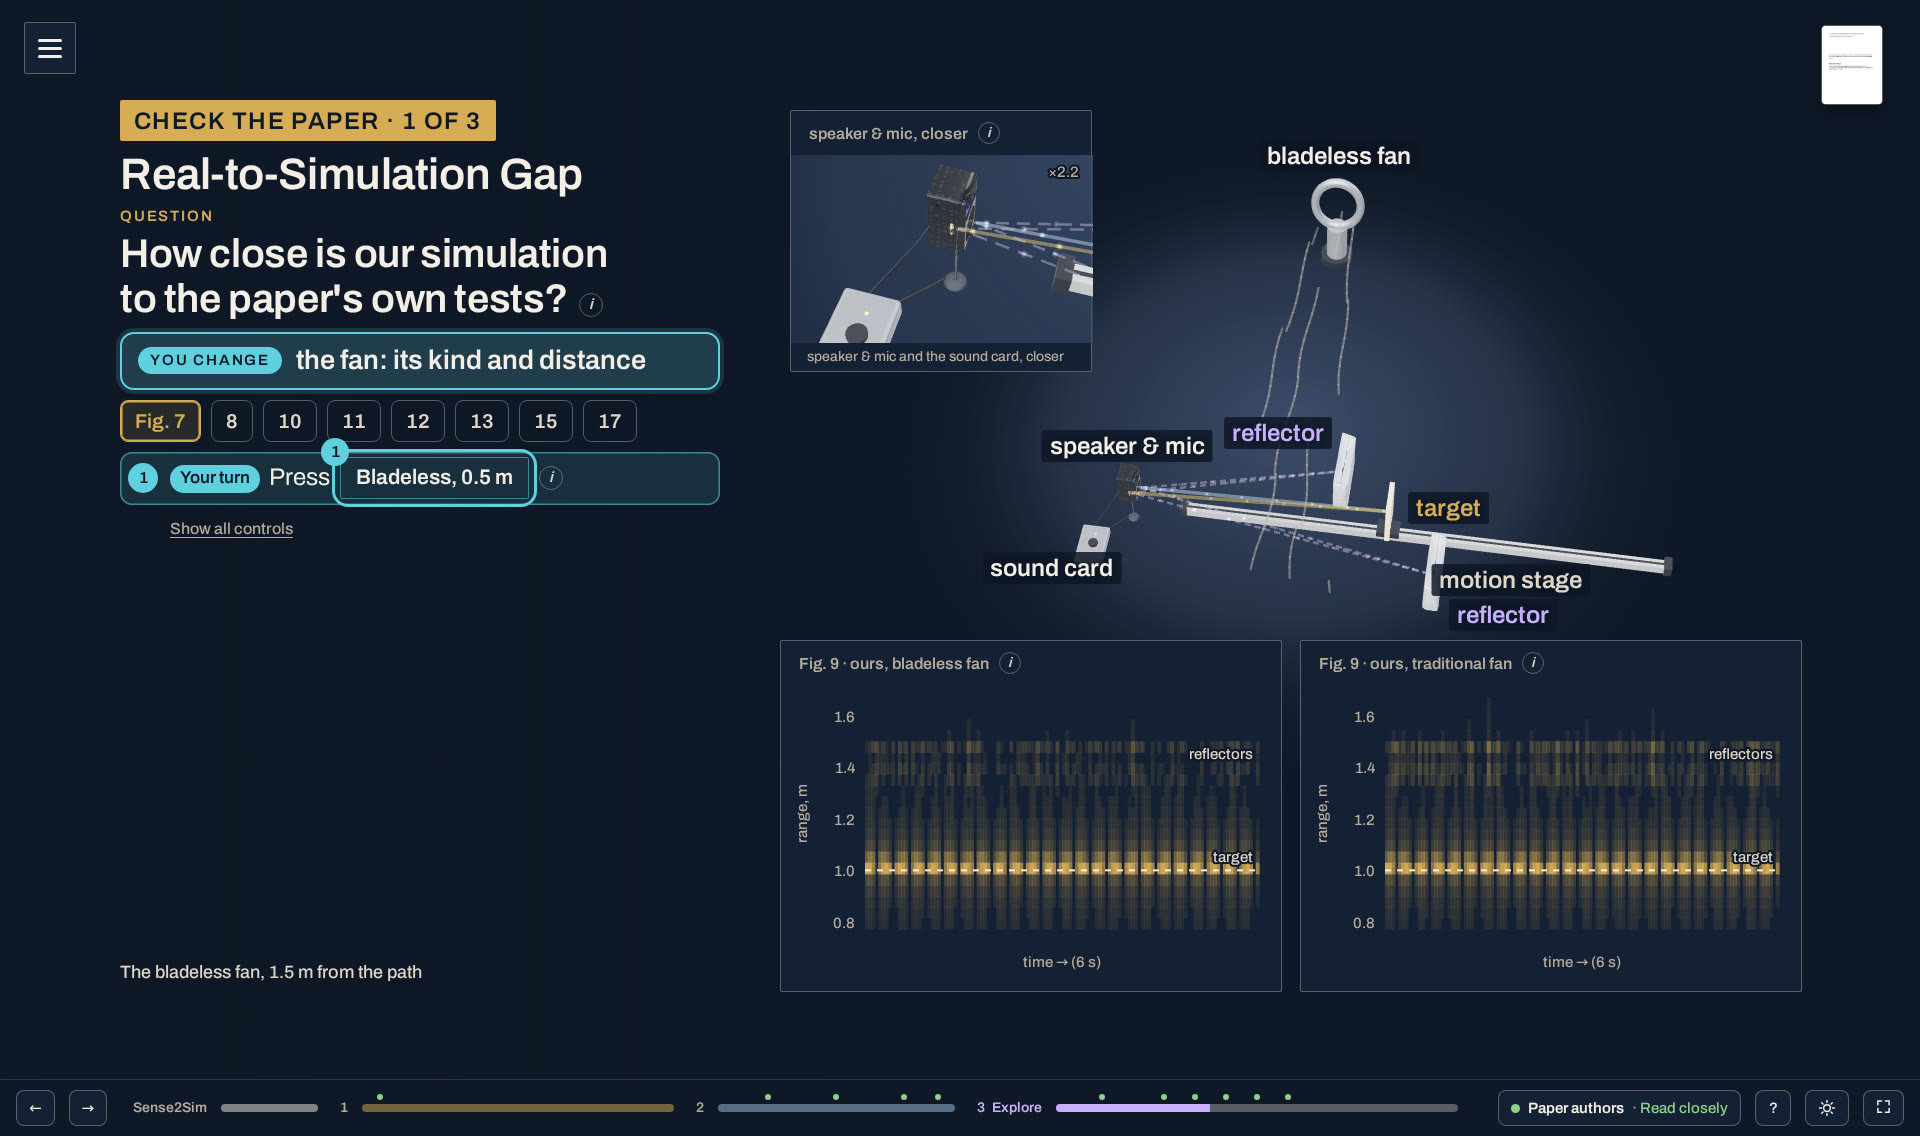 CHECK THE PAPER · 1 OF 3
Real-to-Simulation Gap
QUESTION
How close is our simulation
to the paper's own tests? i
YOU CHANGE the fan: its kind and distance
Fig. 7 8 10 11 12 13 15 17
1
1 Your turn Press Bladeless, 0.5 m i
Show all controls
The bladeless fan, 1.5 m from the path
speaker & mic, closer i
×2.2
speaker & mic and the sound card, closer
bladeless fan
reflector
speaker & mic
target
sound card
motion stage
reflector
Fig. 9 · ours, bladeless fan i
1.6
reflectors
1.4
range, m
1.2
target
1.0
0.8
time → (6 s)
Fig. 9 · ours, traditional fan i
1.6
reflectors
1.4
range, m
1.2
target
1.0
0.8
time → (6 s)
← → Sense2Sim 1 2 3 Explore Paper authors · Read closely ?